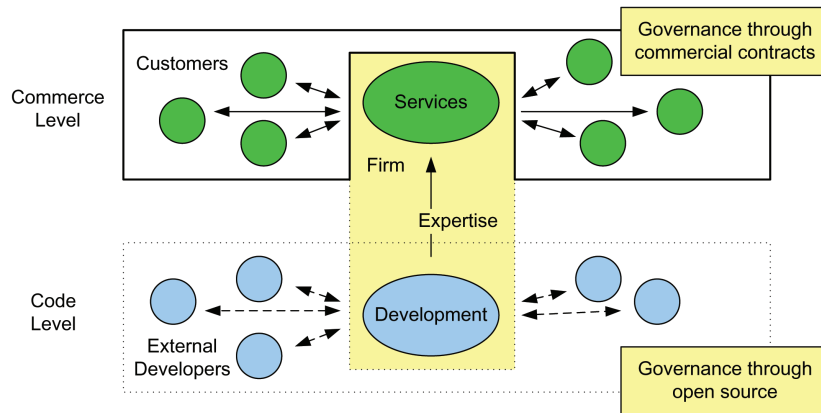 Governance through
commercial contracts
Customers
Commerce
Level
Services
Firm
Expertise
Code
Level
Development
External
Developers
Governance through
open source